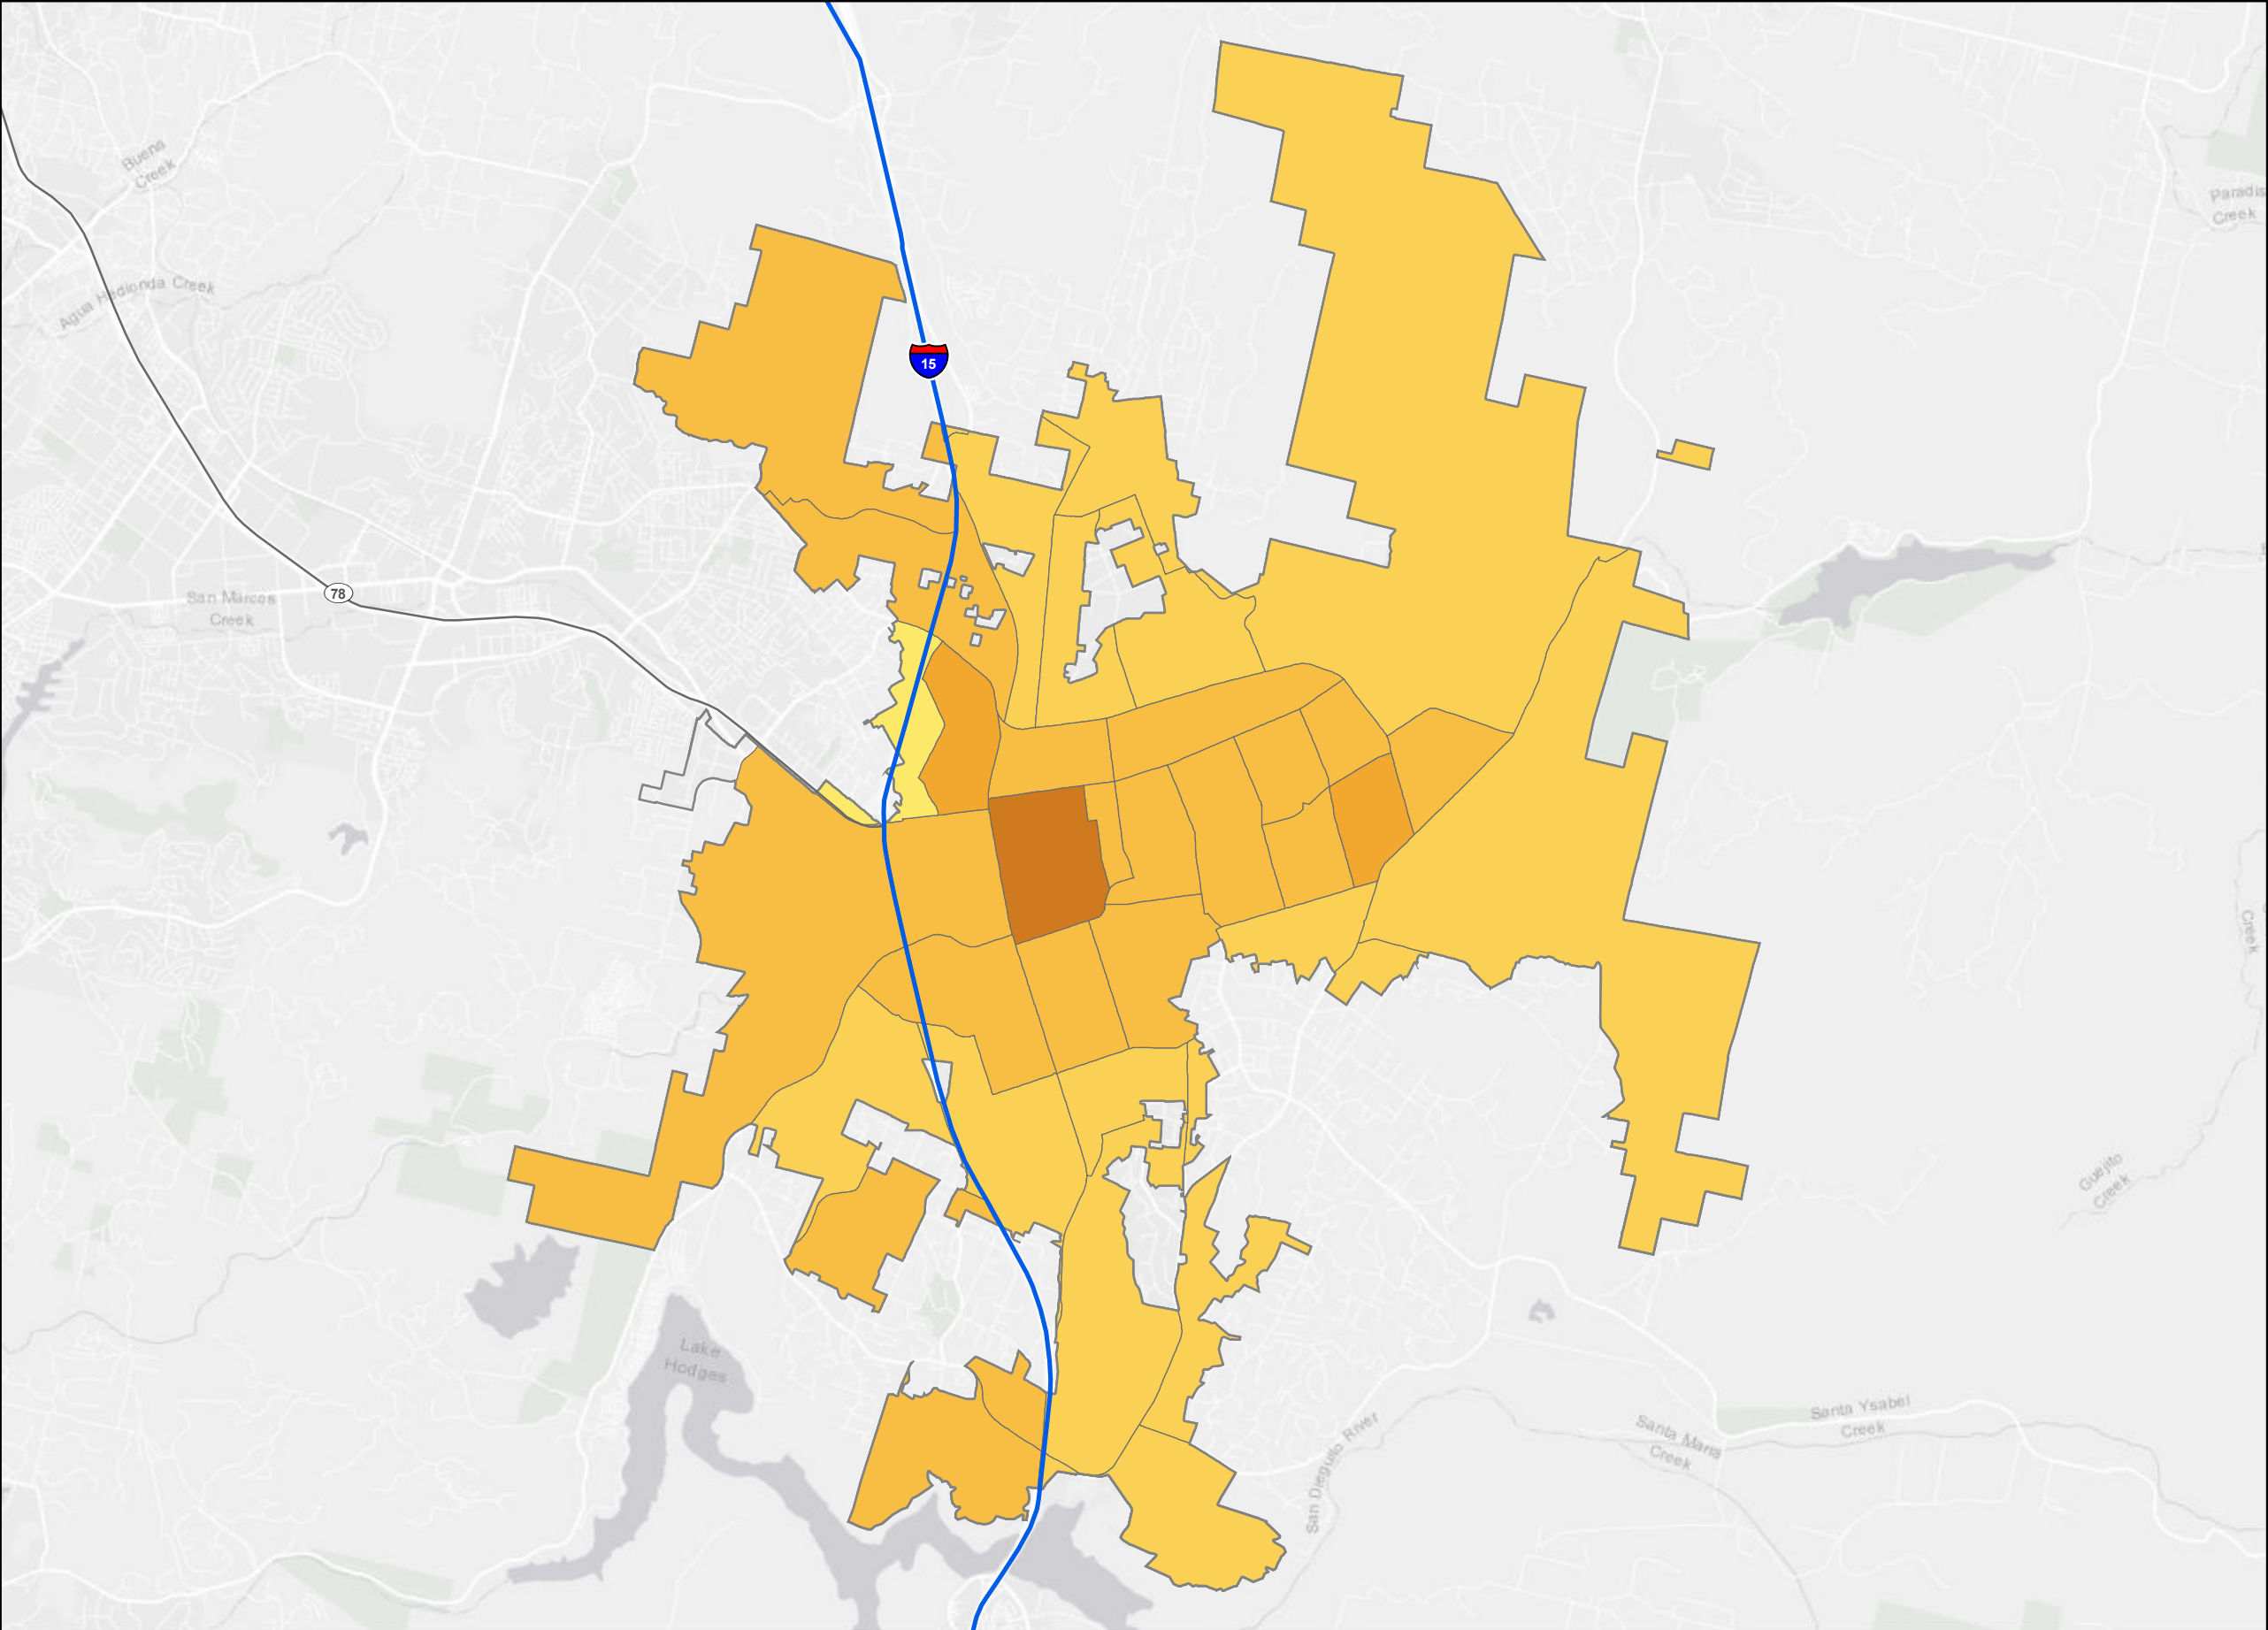 Buena
Creek
Paradis
Creek
Agua Hedionda Creek
15
San Marcos
Creek
78
Creek
Guejito
Creek
Lake
Hodges
San Dieguito River
Santa Maria
Creek
Santa Ysabel
Creek